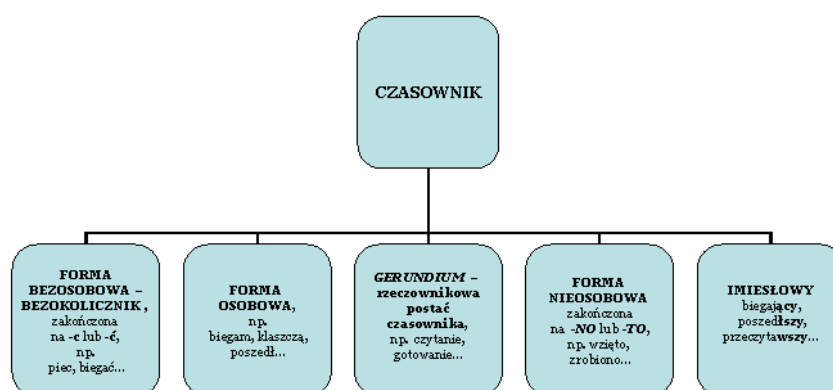 CZASOWNIK
FORMA
BEZOSOBOWA –
BEZOKOLICZNIK,
zakończona
na -c lub -ć,
np.
piec, biegać...
FORMA
OSOBOWA,
np.
biegam, klaszczą,
poszedł...
GERUNDIUM –
rzeczownikowa
postać
czasownika,
np. czytanie,
gotowanie...
FORMA
NIEOSOBOWA
zakończona
na -NO lub -TO,
np. wzięto,
zrobiono...
IMIESŁOWY
biegający,
poszedłszy,
przeczytawszy...